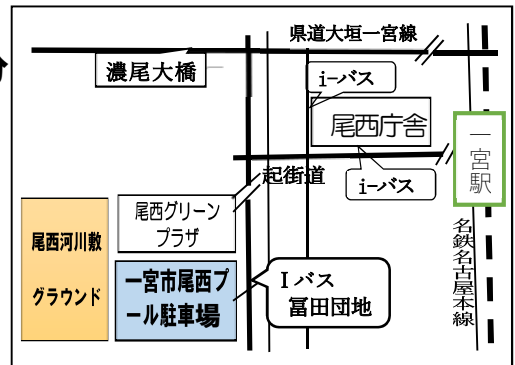 県道大垣一宮線
濃尾大橋
i-バス
尾西庁舎
一宮駅
起街道
i-バス
尾西グリーン
プラザ
尾西河川敷
グラウンド
一宮市尾西プ
ール駐車場
Iバス
冨田団地
名鉄名古屋本線